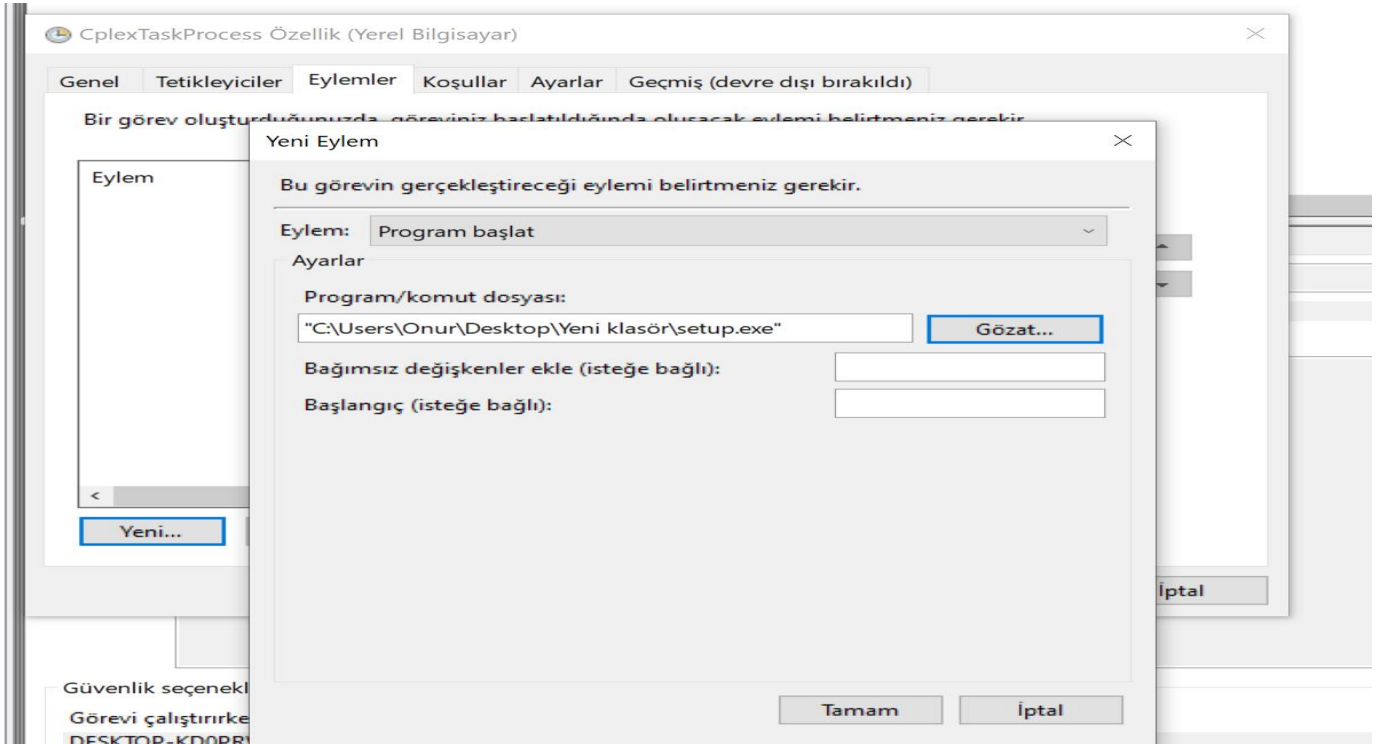 CplexTaskProcess Özellik (Yerel Bilgisayar)
Genel Tetikleyiciler Eylemler Koşullar Ayarlar Geçmiş (devre dışı bırakıldı)
Bir görev oluşturduğunuzda, göreviniz başlatıldığında oluşacak eylemi belirtmeniz gerekir.
Yeni Eylem
Eylem
Bu görevin gerçekleştireceği eylemi belirtmeniz gerekir.
Eylem: Program başlat
Ayarlar
Program/komut dosyası:
"C:\Users\Onur\Desktop\Yeni klasör\setup.exe" Gözat...
Bağımsız değişkenler ekle (isteğe bağlı):
Başlangıç (isteğe bağlı):
Yeni...
İptal
Güvenlik seçenekl
Tamam İptal
Görevi çalıştırırke